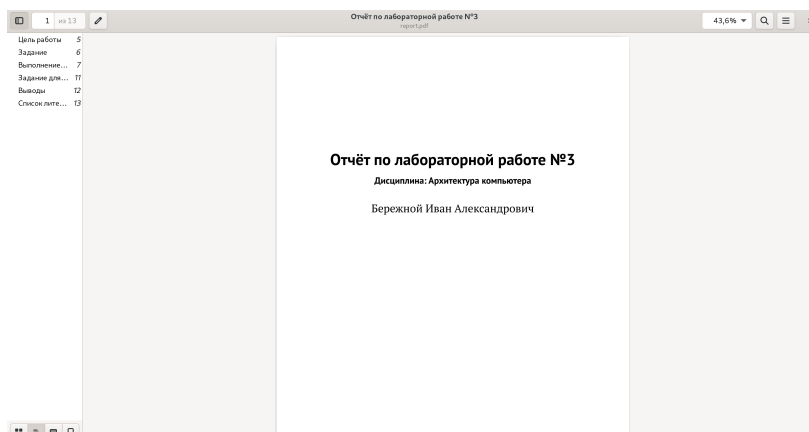 1 из 13
Отчёт по лабораторной работе №3
report.pdf
43,6%
Цель работы 5
Задание 6
Выполнение... 7
Задание для... 11
Выводы 12
Список лите... 13
Отчёт по лабораторной работе №3
Дисциплина: Архитектура компьютера
Бережной Иван Александрович